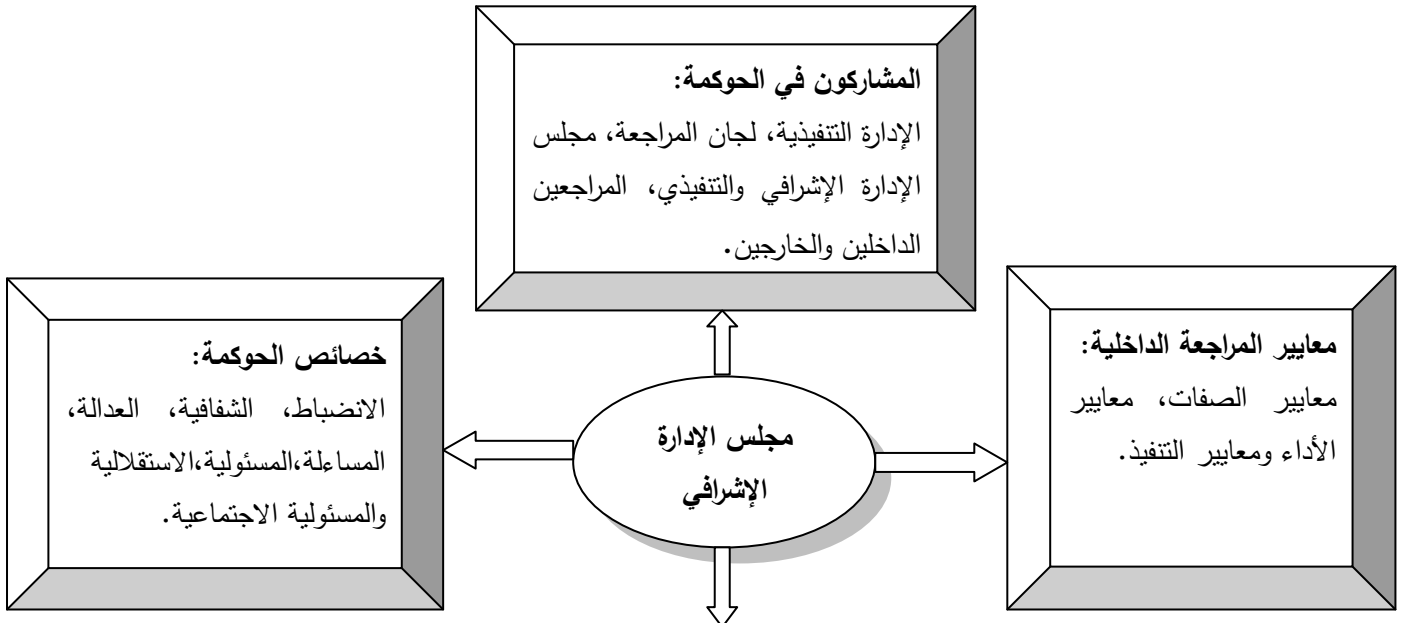 المشاركون في الحوكمة:
الإدارة التنفيذية، لجان المراجعة، مجلس
الإدارة الإشرافي والتنفيذي، المراجعين
الداخلين والخارجين.
معايير المراجعة الداخلية:
معايير الصفات، معايير
الأداء ومعايير التنفيذ.
مجلس الإدارة
الإشرافي
خصائص الحوكمة:
الانضباط، الشفافية، العدالة،
المساءلة،المسئولية،الاستقلالية
والمسئولية الاجتماعية.